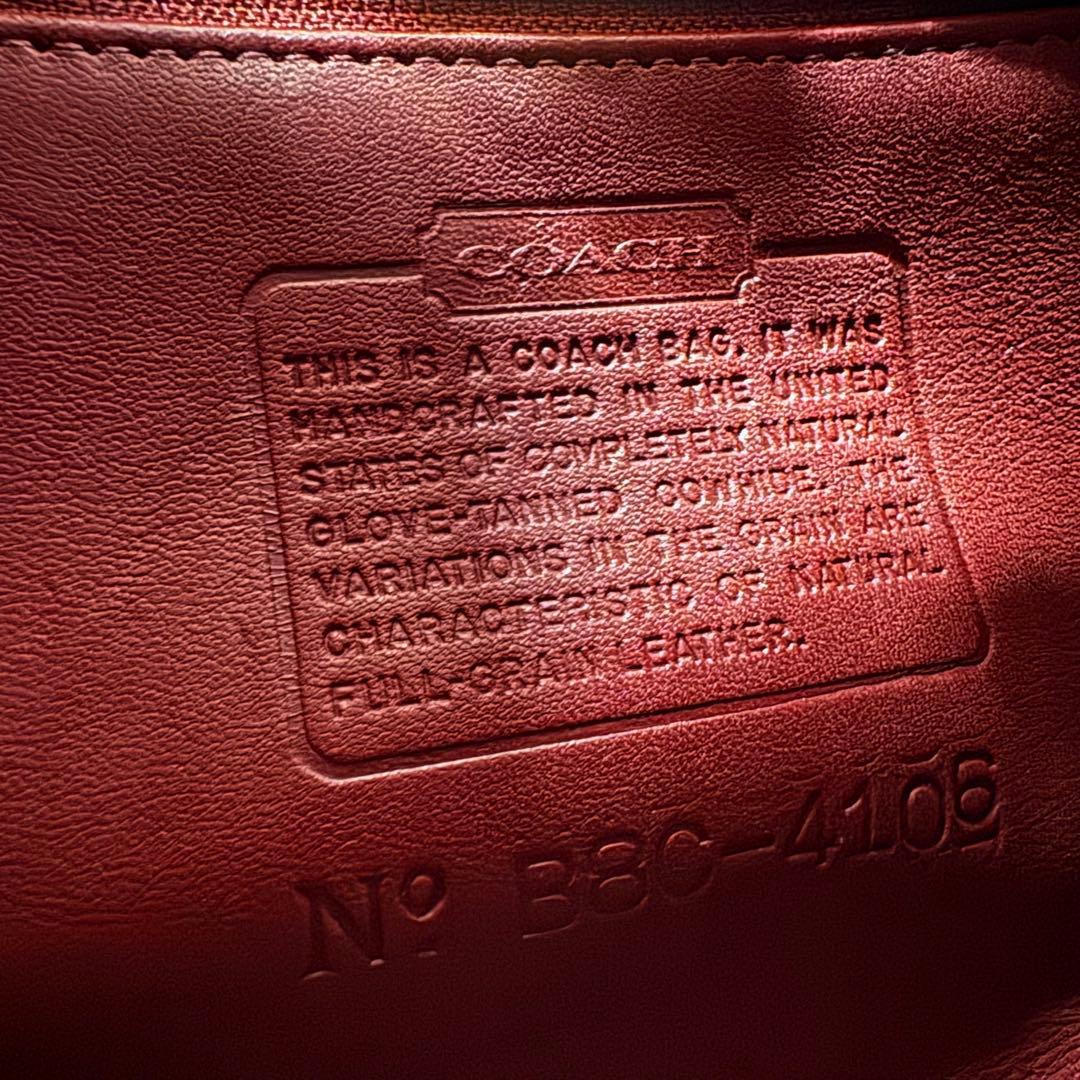 COACH
THIS IS A COACH BAG. IT WAS
HANDCRAFTED IN THE UNITED
STATES OF COMPLETELY NATURAL
GLOVE-TANNED COWHIDE. THE
VARIATIONS IN THE GRAIN ARE
CHARACTERISTIC OF NATURAL
FULL-GRAIN LEATHER.
Nº B8C-4106